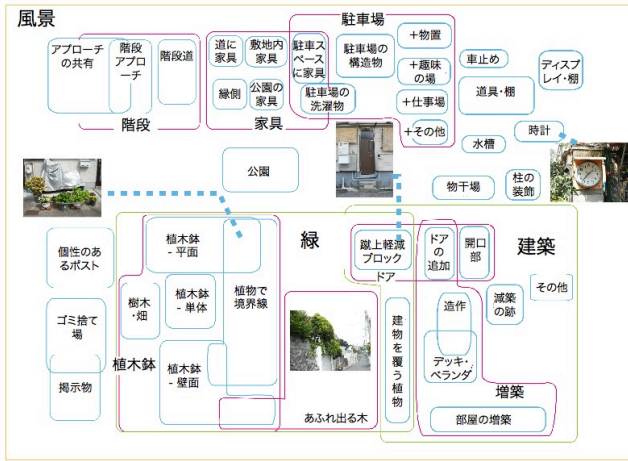 風景
アプローチ
の共有
階段
アプ
ローチ
階段道
階段
道に
家具
敷地内
家具
縁側
公園の
家具
家具
駐車場
駐車ス
ペース
に家具
駐車場の
構造物
駐車場の
洗濯物
+物置
+趣味
の場
+仕事場
+その他
車止め
道具・棚
ディス
プレイ・棚
水槽
時計
物干場
柱の
装飾
公園
個性のあ
るポスト
ゴミ捨て
場
掲示物
緑
植木鉢
- 平面
樹木
・畑
植木鉢
- 単体
植木鉢
植木鉢
- 壁面
植物で
境界線
あふれ出る木
建築
蹴上軽減
ブロック
ドア
ドア
の
追加
開口
部
建物を覆う植物
造作
減築
の跡
その他
デッキ・
ベランダ
増築
部屋の増築